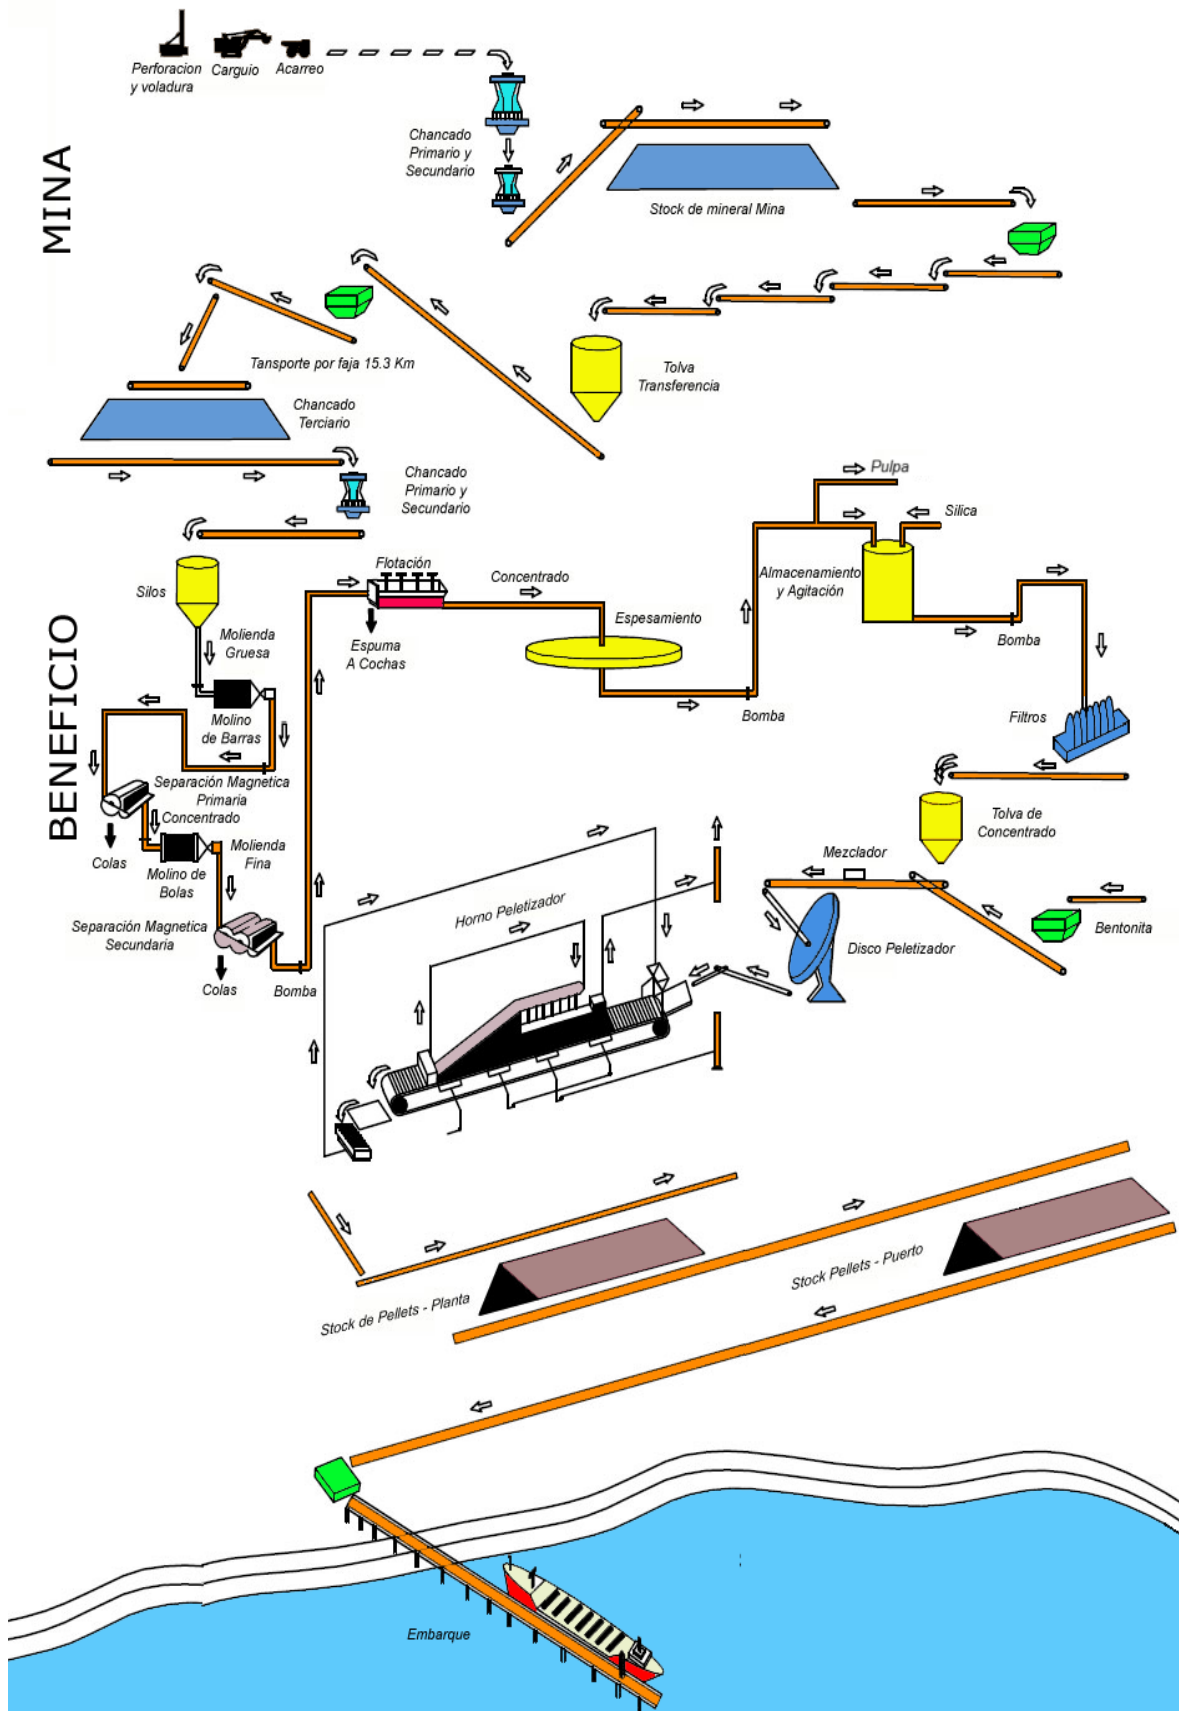 MINA
Perforacion
y voladura
Carguio
Acarreo
Chancado
Primario y
Secundario
Stock de mineral Mina
Tansporte por faja 15.3 Km
Tolva
Transferencia
Chancado
Terciario
Chancado
Primario y
Secundario
BENEFICIO
Silos
Molienda
Gruesa
Molino
de Barras
Separación Magnetica
Primaria
Concentrado
Colas
Molino de
Bolas
Molienda
Fina
Separación Magnetica
Secundaria
Colas
Bomba
Flotación
Espuma
A Cochas
Concentrado
Espesamiento
Bomba
Pulpa
Silica
Almacenamiento
y Agitación
Bomba
Filtros
Tolva de
Concentrado
Mezclador
Bentonita
Disco Peletizador
Horno Peletizador
Stock de Pellets - Planta
Stock Pellets - Puerto
Embarque